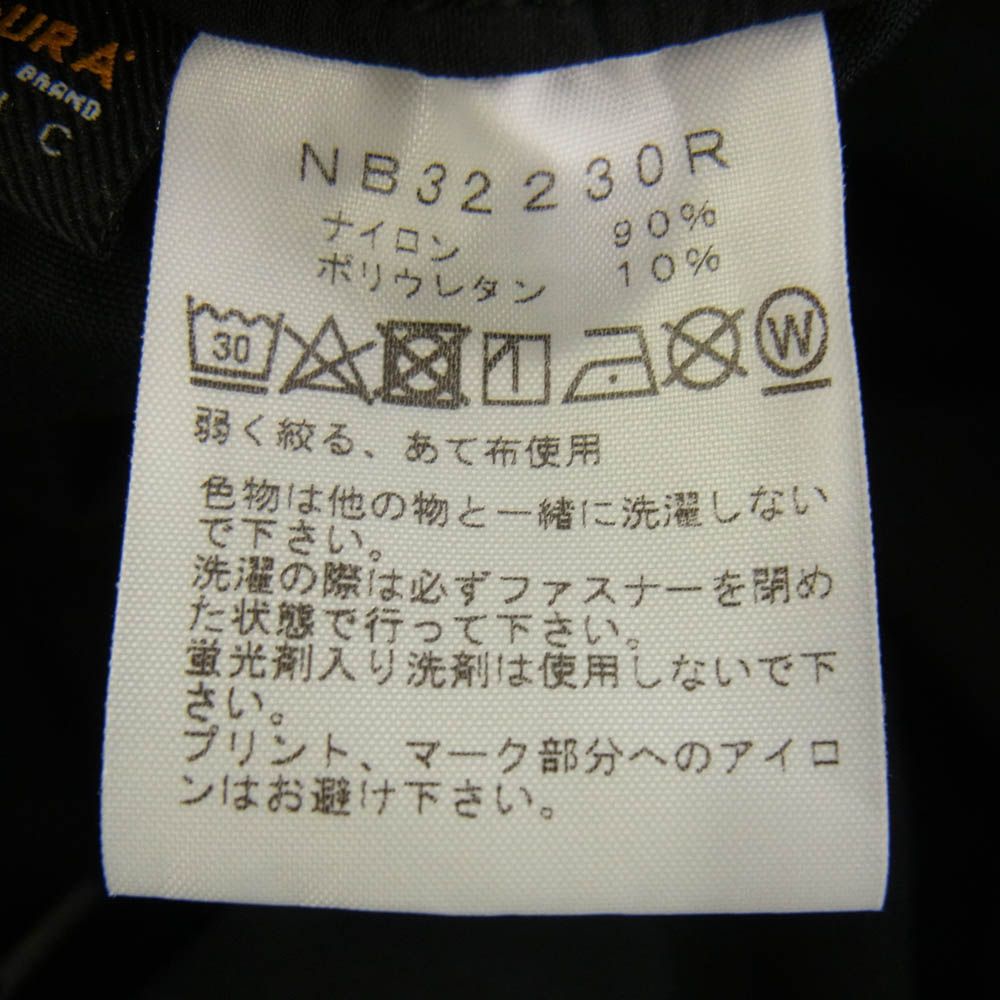 URA
BRAND
C
NB32230R
ナイロン 90%
ポリウレタン 10%
30 W
弱く絞る、あて布使用
色物は他の物と一緒に洗濯しない
で下さい。
洗濯の際は必ずファスナーを閉め
た状態で行って下さい。
蛍光剤入り洗剤は使用しないで下
さい。
プリント、マーク部分へのアイロ
ンはお避け下さい。